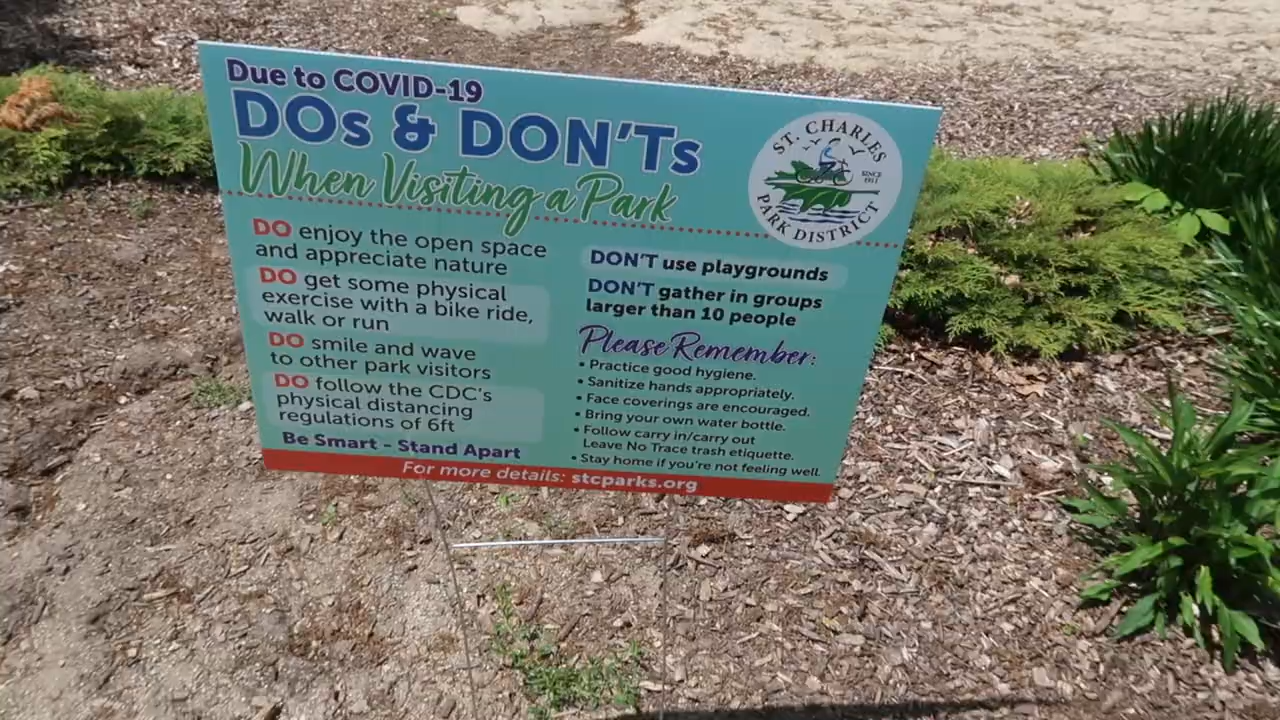 Due to COVID-19
DOs & DON'Ts
When Visiting a Park
ST. CHARLES
SINCE
1911
PARK DISTRICT
DO enjoy the open space
and appreciate nature
DO get some physical
exercise with a bike ride,
walk or run
DO smile and wave
to other park visitors
DO follow the CDC's
physical distancing
regulations of 6ft
Be Smart - Stand Apart
DON'T use playgrounds
DON'T gather in groups
larger than 10 people
Please Remember:
• Practice good hygiene.
• Sanitize hands appropriately.
• Face coverings are encouraged.
• Bring your own water bottle.
• Follow carry in/carry out
Leave No Trace trash etiquette.
• Stay home if you're not feeling well.
For more details: stcparks.org